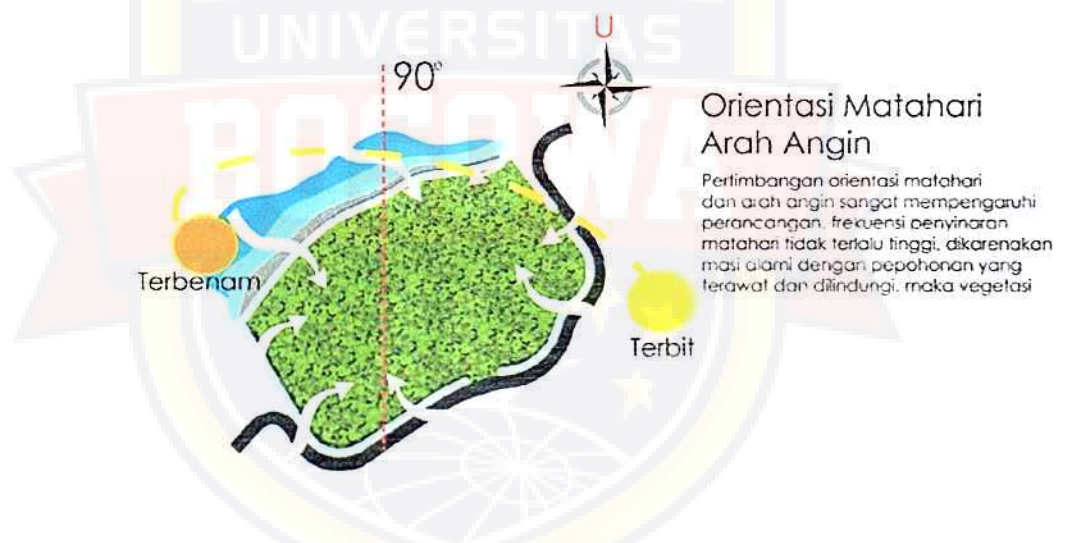 UNIVERSITAS
BOSOWA
U
90°
Orientasi Matahari
Arah Angin
Pertimbangan orientasi matahari
dan arah angin sangat mempengaruhi
perancangan, frekuensi penyinaran
matahari tidak terlalu tinggi, dikarenakan
masi alami dengan pepohonan yang
terawat dan dilindungi, maka vegetasi
Terbenam
Terbit